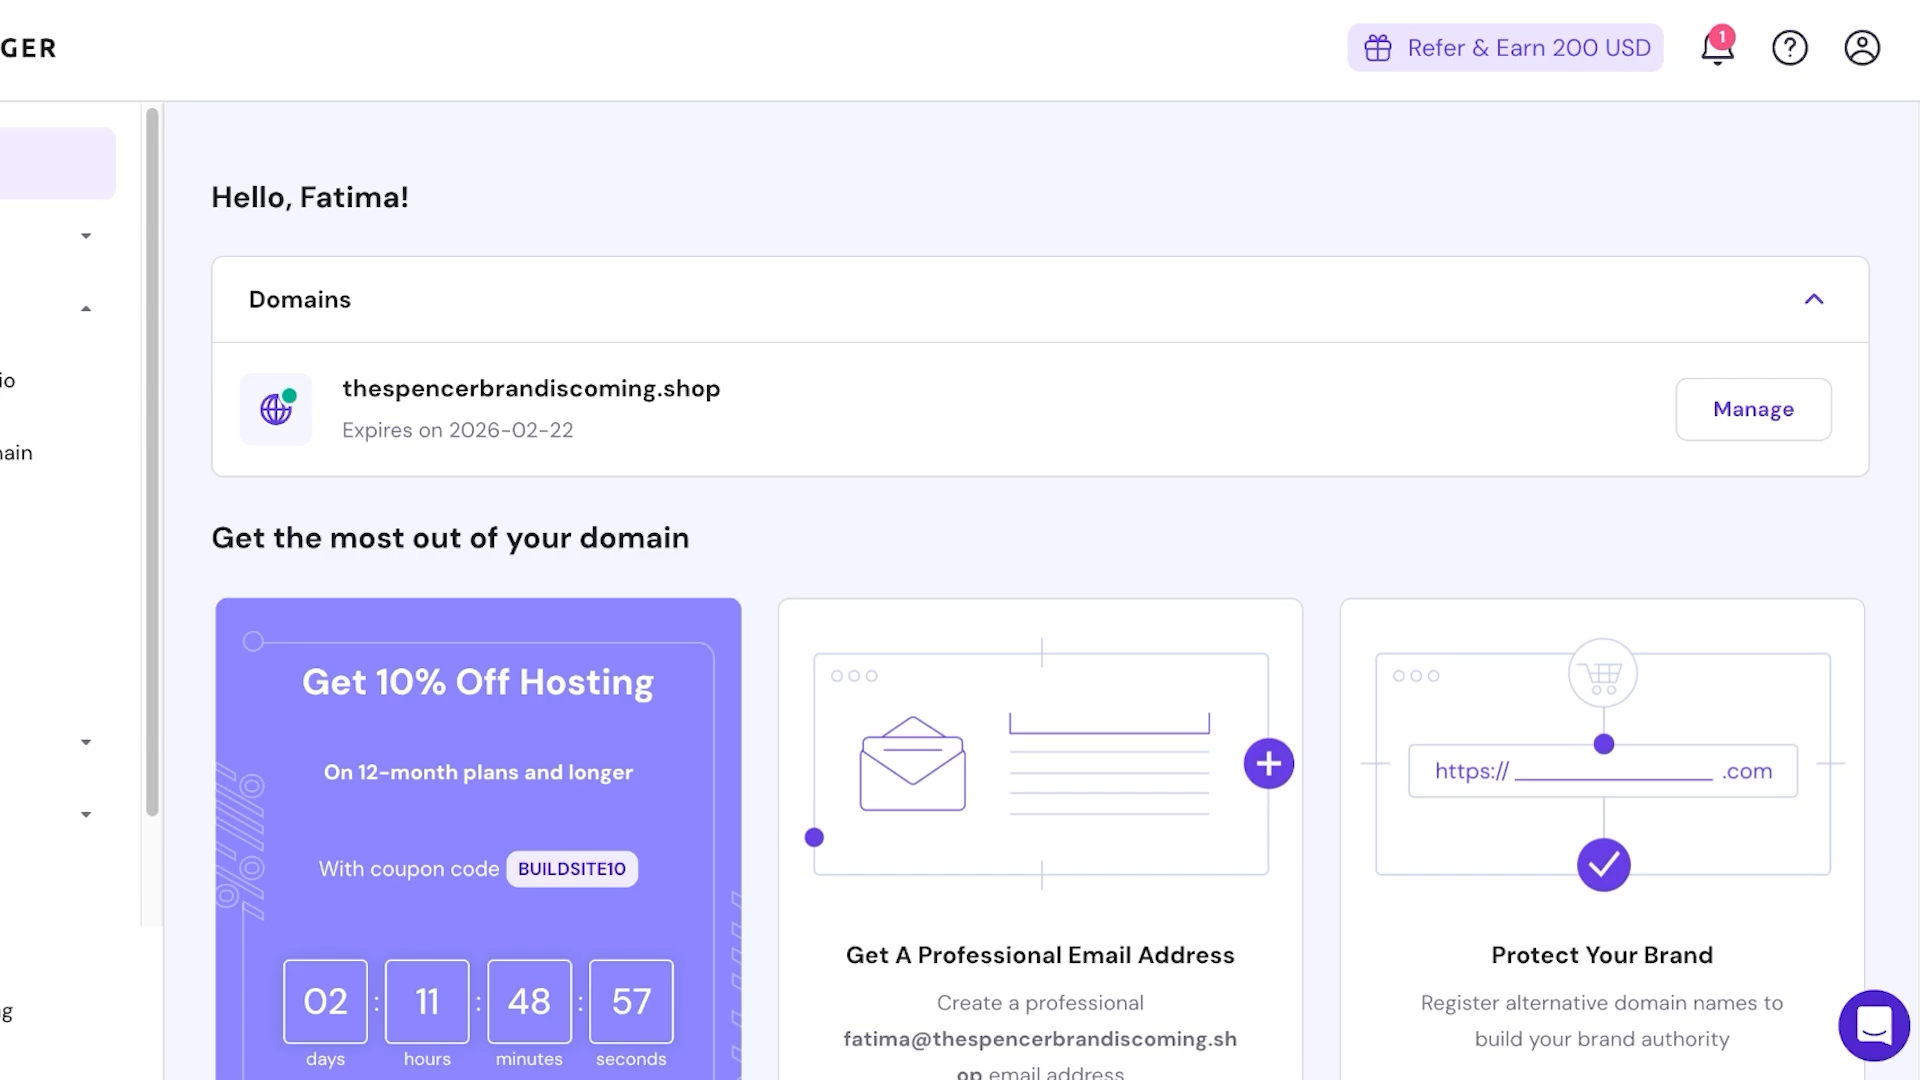 GER
Refer & Earn 200 USD
1
Hello, Fatima!
Domains
thespencerbrandiscoming.shop
Expires on 2026-02-22
Manage
io
ain
g
Get the most out of your domain
Get 10% Off Hosting
On 12-month plans and longer
With coupon code BUILDSITE10
02 : 11 : 48 : 57
days hours minutes seconds
Get A Professional Email Address
Create a professional
fatima@thespencerbrandiscoming.sh
op email address
https:// .com
Protect Your Brand
Register alternative domain names to
build your brand authority